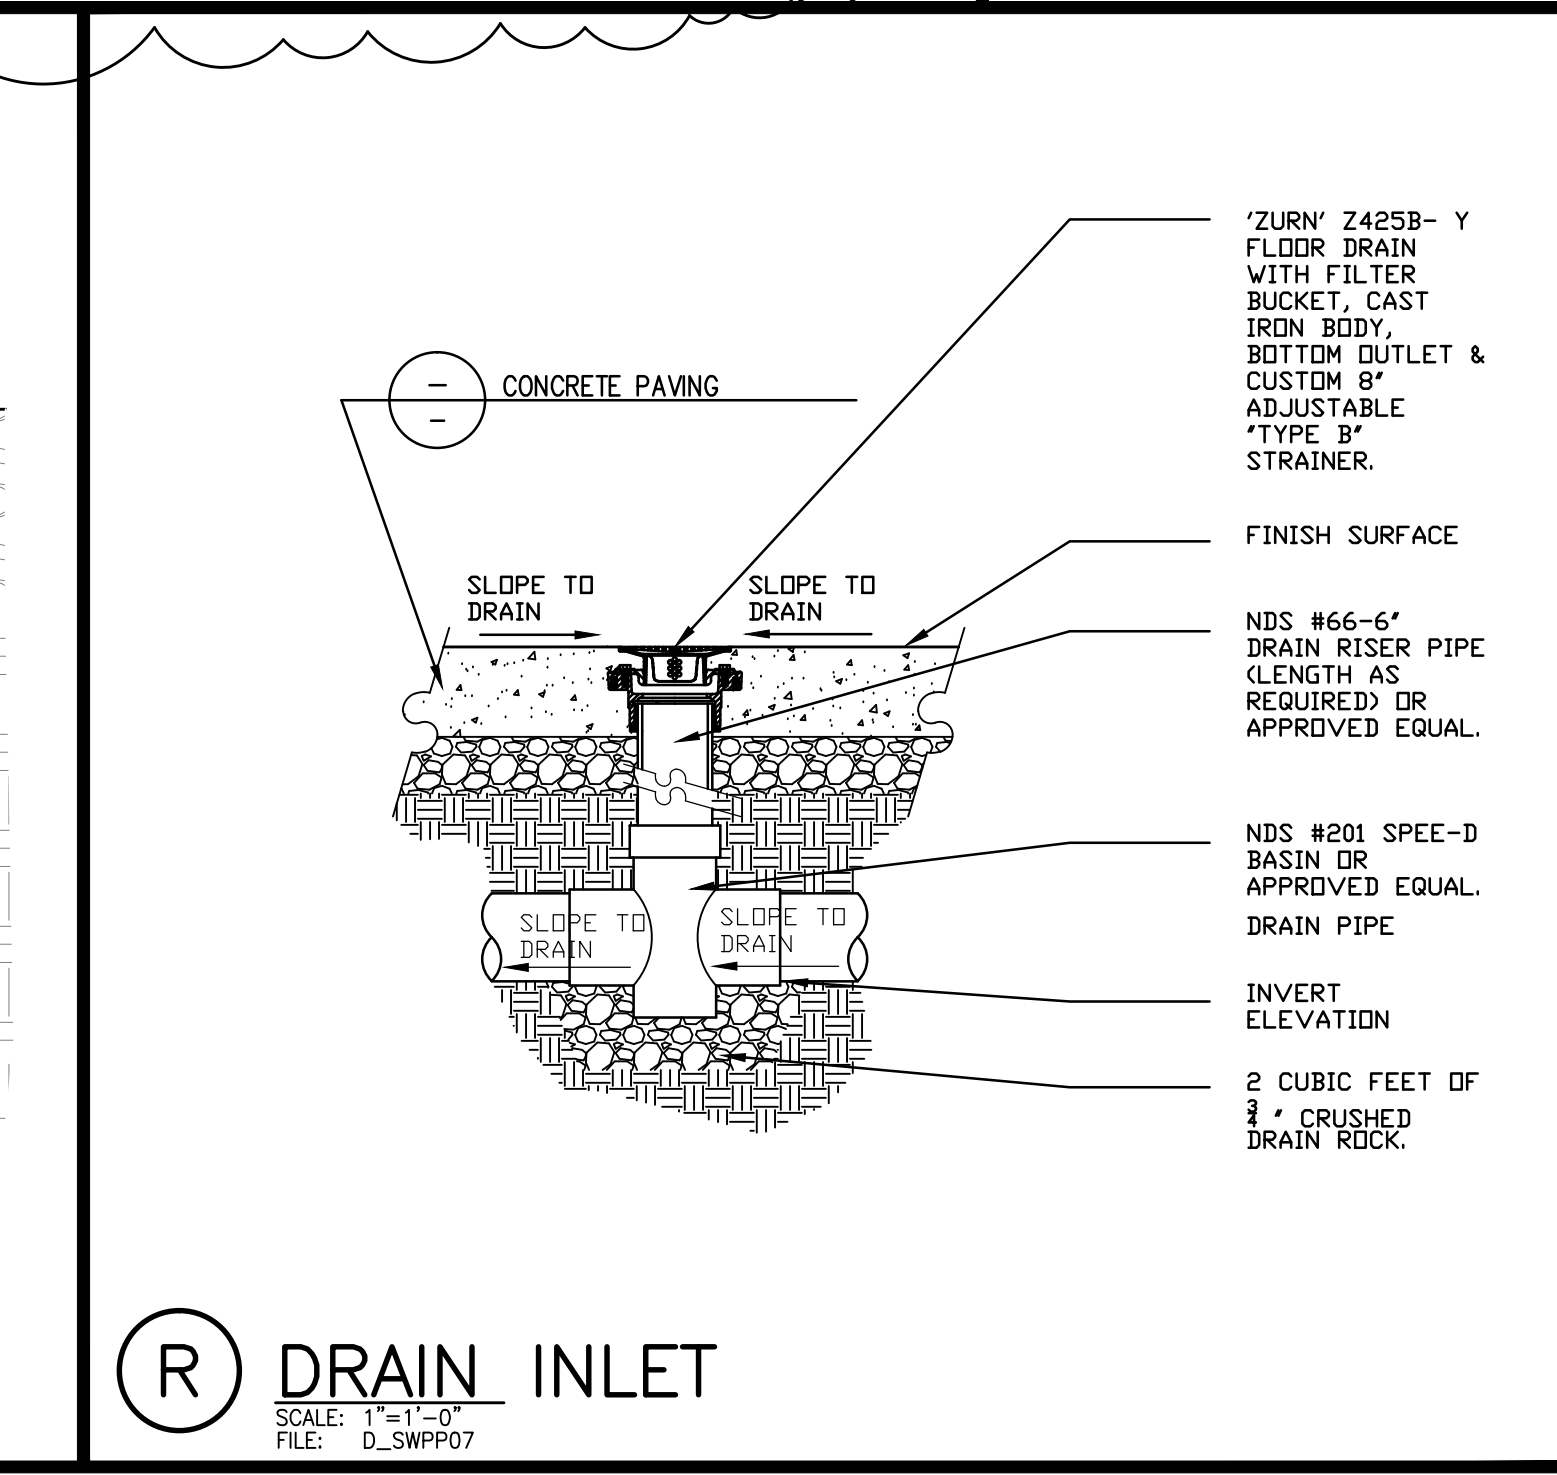 'ZURN' Z425B- Y
FLOOR DRAIN
WITH FILTER
BUCKET, CAST
IRON BODY,
BOTTOM OUTLET &
CUSTOM 8"
ADJUSTABLE
"TYPE B"
STRAINER.
–
–
CONCRETE PAVING
FINISH SURFACE
SLOPE TO
DRAIN
SLOPE TO
DRAIN
NDS #66-6"
DRAIN RISER PIPE
(LENGTH AS
REQUIRED) OR
APPROVED EQUAL.
NDS #201 SPEE-D
BASIN OR
APPROVED EQUAL.
SLOPE TO
DRAIN
SLOPE TO
DRAIN
DRAIN PIPE
INVERT
ELEVATION
2 CUBIC FEET OF
3/4 " CRUSHED
DRAIN ROCK.
R
DRAIN INLET
SCALE: 1"=1'-0"
FILE: D_SWPP07